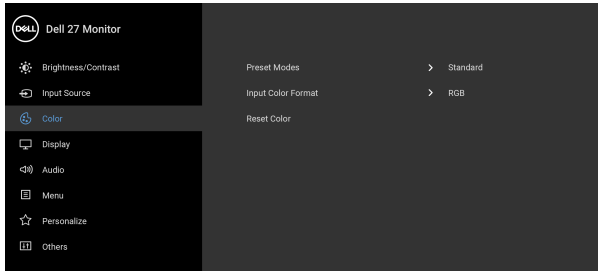 DELL Dell 27 Monitor
Brightness/Contrast
Preset Modes Standard
Input Source
Input Color Format RGB
Color
Reset Color
Display
Audio
Menu
Personalize
Others